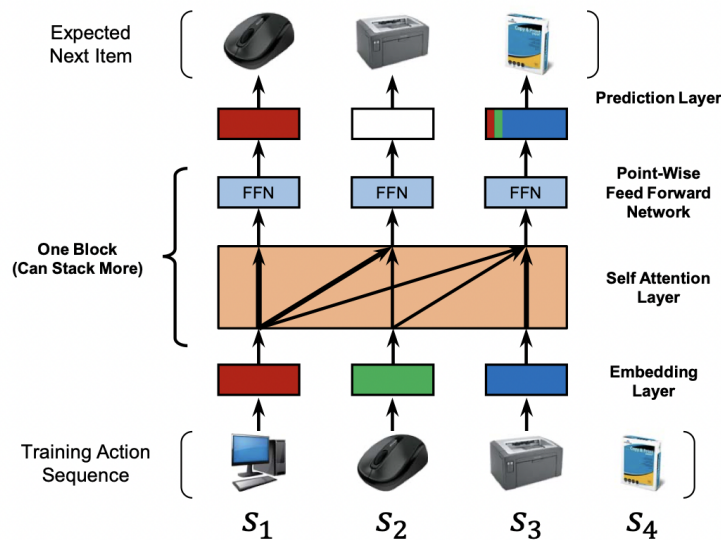 Expected
Next Item
Prediction Layer
FFN
FFN
FFN
Point-Wise
Feed Forward
Network
One Block
(Can Stack More)
Self Attention
Layer
Embedding
Layer
Training Action
Sequence
S1
S2
S3
S4